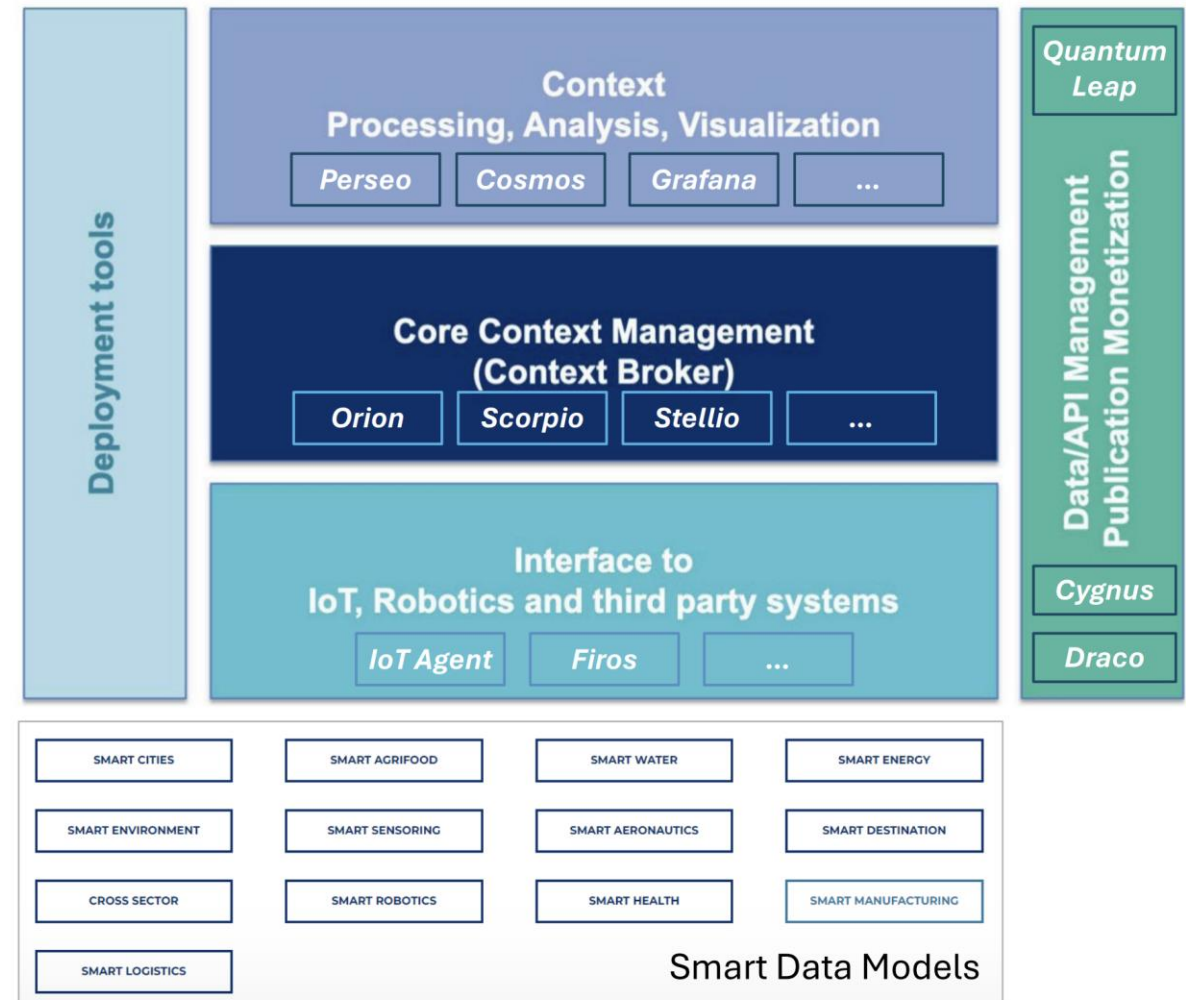 Deployment tools
Context
Processing, Analysis, Visualization
Perseo
Cosmos
Grafana
...
Core Context Management
(Context Broker)
Orion
Scorpio
Stellio
...
Interface to
IoT, Robotics and third party systems
IoT Agent
Firos
...
Quantum
Leap
Data/API Management
Publication Monetization
Cygnus
Draco
SMART CITIES
SMART AGRIFOOD
SMART WATER
SMART ENERGY
SMART ENVIRONMENT
SMART SENSORING
SMART AERONAUTICS
SMART DESTINATION
CROSS SECTOR
SMART ROBOTICS
SMART HEALTH
SMART MANUFACTURING
SMART LOGISTICS
Smart Data Models